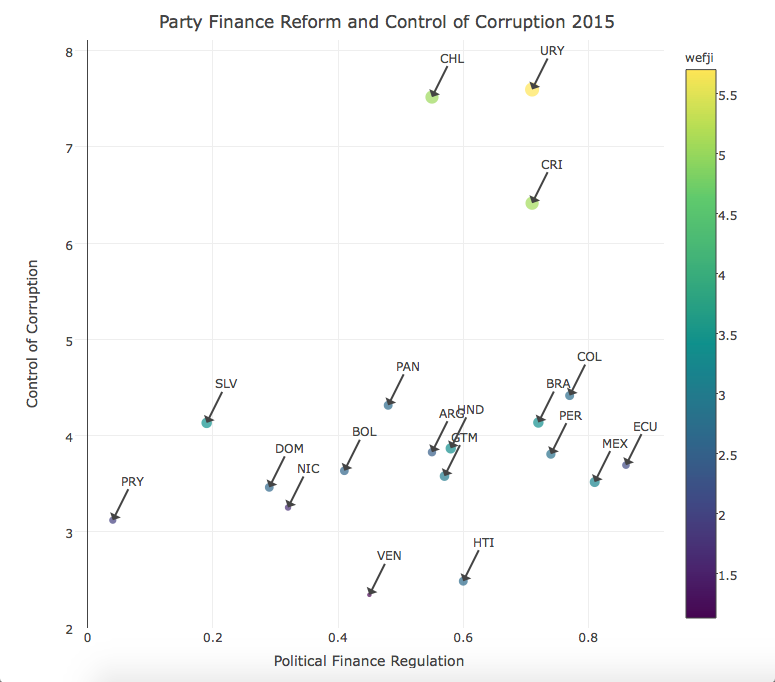 Party Finance Reform and Control of Corruption 2015
wefji
8
7
6
5
4
3
2
Control of Corruption
CHL
URY
CRI
COL
PAN
SLV
BRA
ARG
HND
PER
BOL
GTM
MEX
ECU
DOM
NIC
PRY
VEN
HTI
5.5
5
4.5
4
3.5
3
2.5
2
1.5
0
0.2
0.4
0.6
0.8
Political Finance Regulation